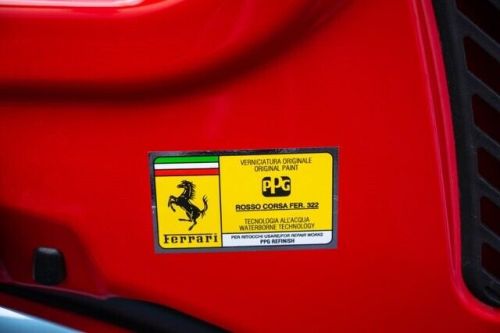 VERNICIATURA ORIGINALE
ORIGINAL PAINT
PPG
ROSSO CORSA FER. 322
TECNOLOGIA ALL'ACQUA
WATERBORNE TECHNOLOGY
Ferrari
PER RITOCCHI USARE/FOR REPAIR WORKS
PPG REFINISH